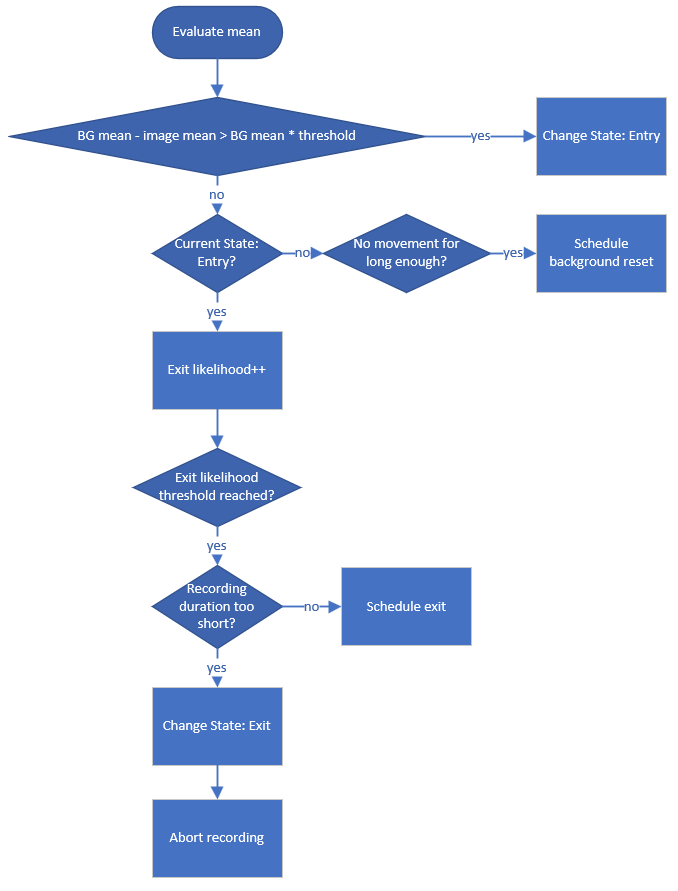 Evaluate mean
BG mean - image mean > BG mean * threshold
yes
Change State: Entry
no
Current State:
Entry?
no
No movement for
long enough?
yes
Schedule
background reset
yes
Exit likelihood++
Exit likelihood
threshold reached?
yes
Recording
duration too
short?
no
Schedule exit
yes
Change State: Exit
Abort recording